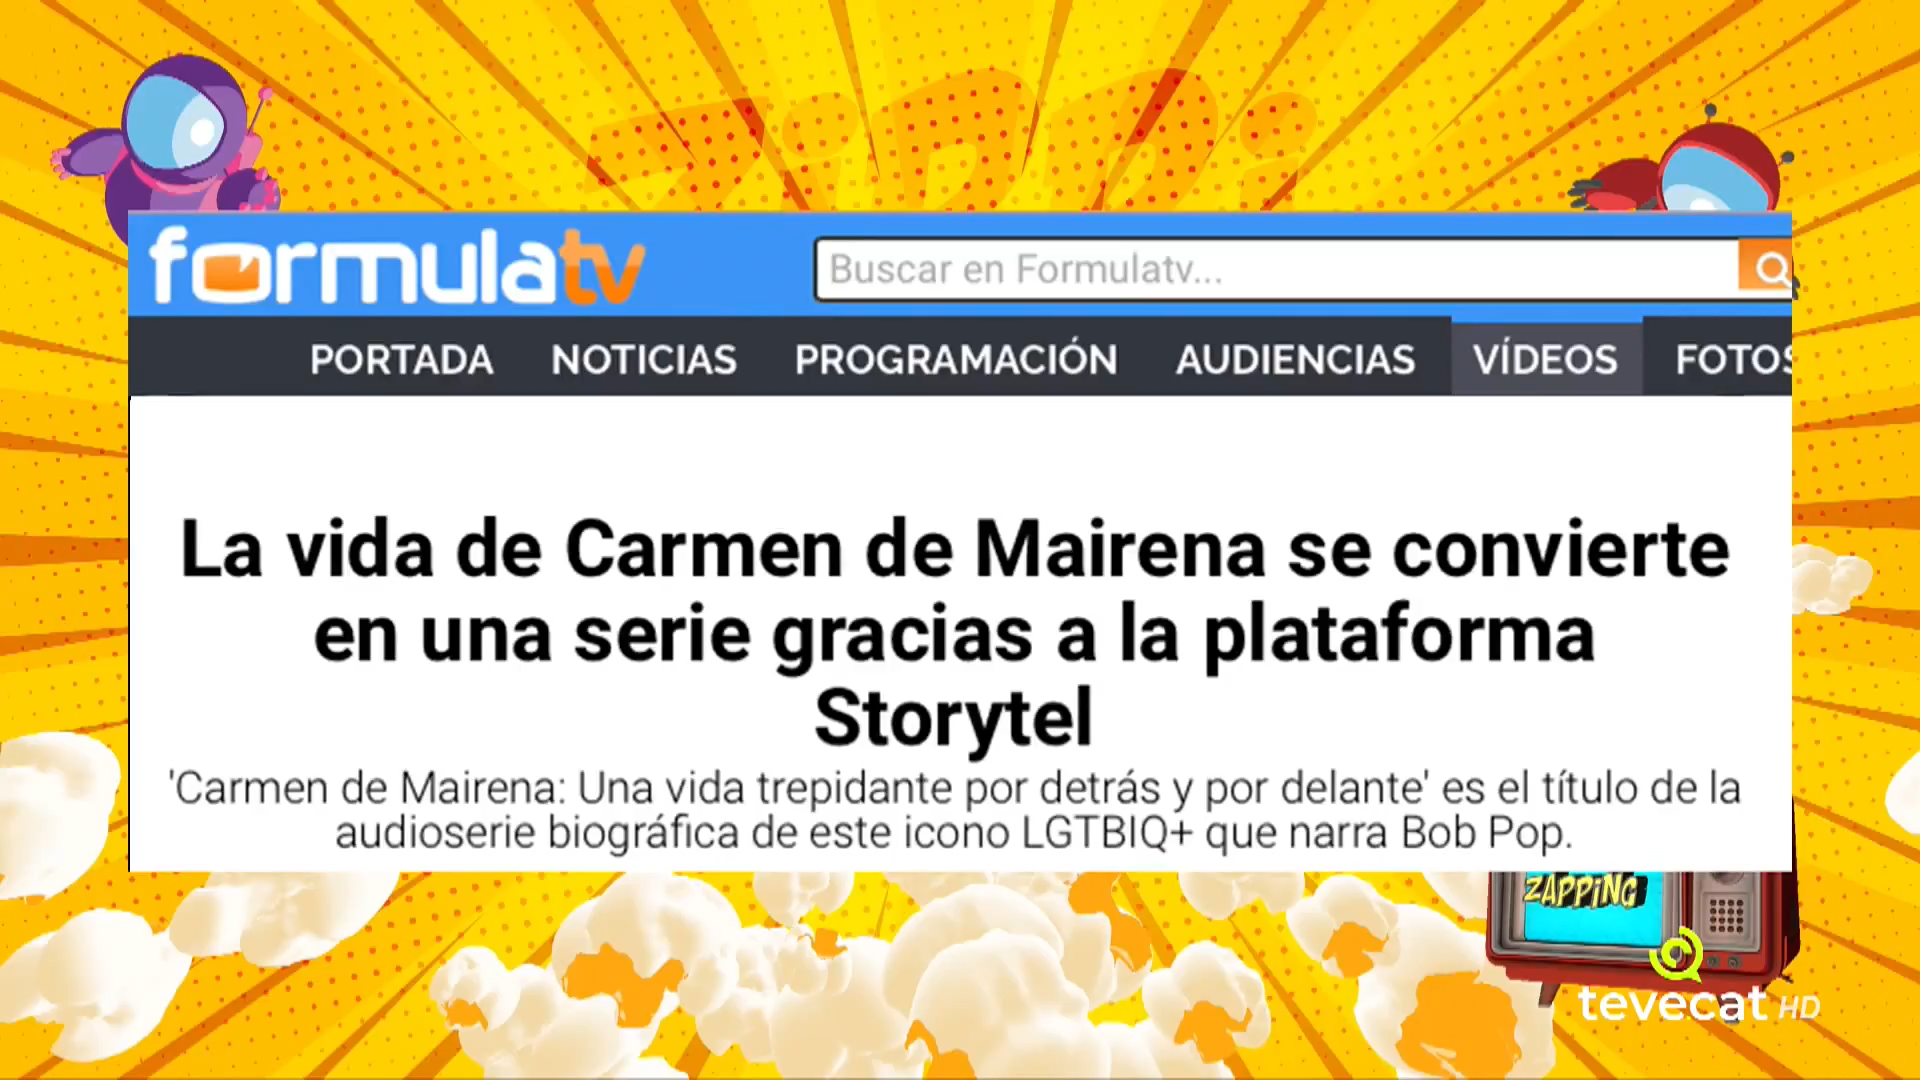 Zipi
formulatv
Buscar en Formulatv...
PORTADA NOTICIAS PROGRAMACIÓN AUDIENCIAS VÍDEOS FOTOS
La vida de Carmen de Mairena se convierte
en una serie gracias a la plataforma
Storytel
'Carmen de Mairena: Una vida trepidante por detrás y por delante' es el título de la
audioserie biográfica de este icono LGTBIQ+ que narra Bob Pop.
ZAPPiNG
tevecat HD